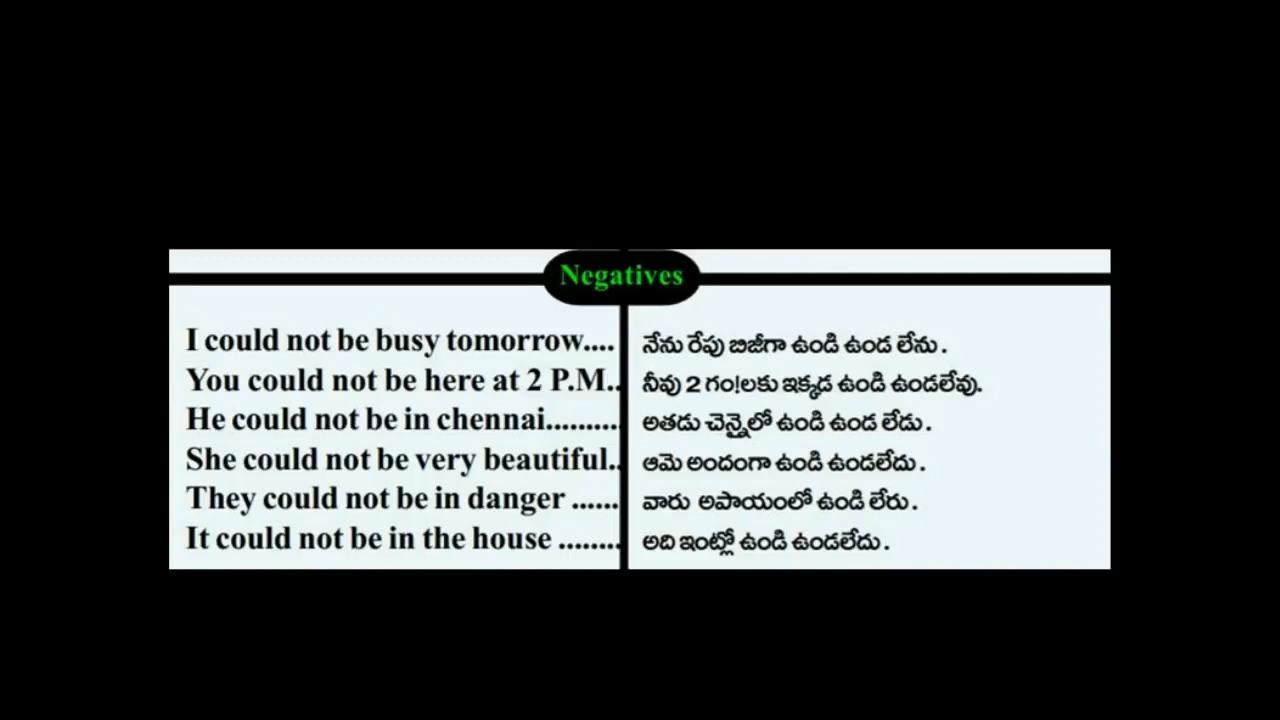 Negatives
I could not be busy tomorrow.... నేను రేపు బిజీగా ఉండి ఉండ లేను.
You could not be here at 2 P.M.. నీవు 2 గం!లకు ఇక్కడ ఉండి ఉండలేవు.
He could not be in chennai.......... అతడు చెన్నైలో ఉండి ఉండ లేడు.
She could not be very beautiful.. ఆమె అందంగా ఉండి ఉండలేదు.
They could not be in danger ...... వారు అపాయంలో ఉండి లేరు.
It could not be in the house ........ అది ఇంట్లో ఉండి ఉండలేదు.